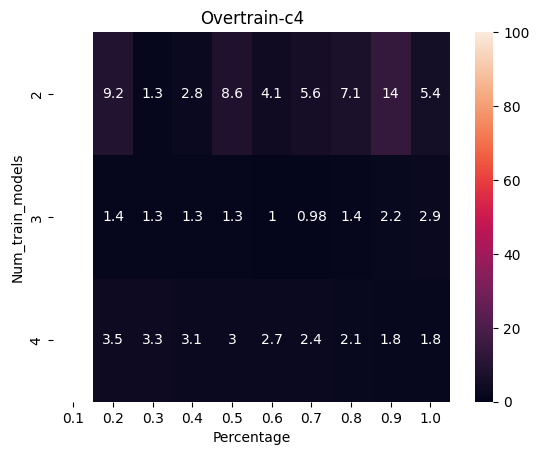 Overtrain-c4
100
2
9.2 1.3 2.8 8.6 4.1 5.6 7.1 14 5.4
80
Num_train_models
60
3
1.4 1.3 1.3 1.3 1 0.98 1.4 2.2 2.9
40
20
4
3.5 3.3 3.1 3 2.7 2.4 2.1 1.8 1.8
0
0.1 0.2 0.3 0.4 0.5 0.6 0.7 0.8 0.9 1.0
Percentage